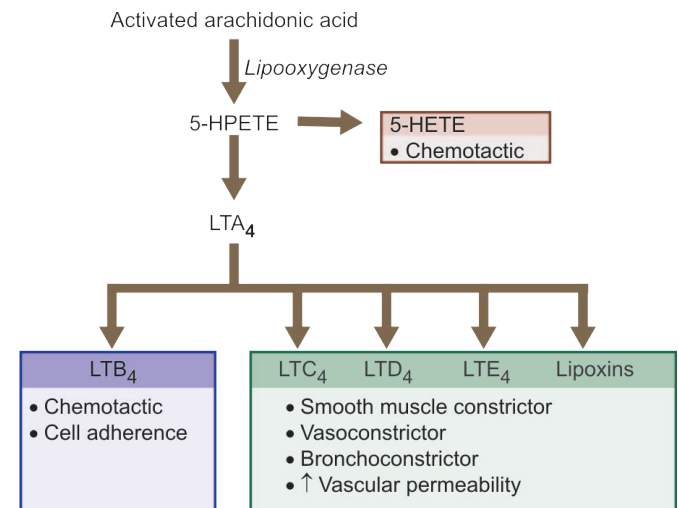 Activated arachidonic acid
Lipooxygenase
5-HPETE
5-HETE
• Chemotactic
LTA4
LTB4
• Chemotactic
• Cell adherence
LTC4 LTD4 LTE4 Lipoxins
• Smooth muscle constrictor
• Vasoconstrictor
• Bronchoconstrictor
• ↑ Vascular permeability